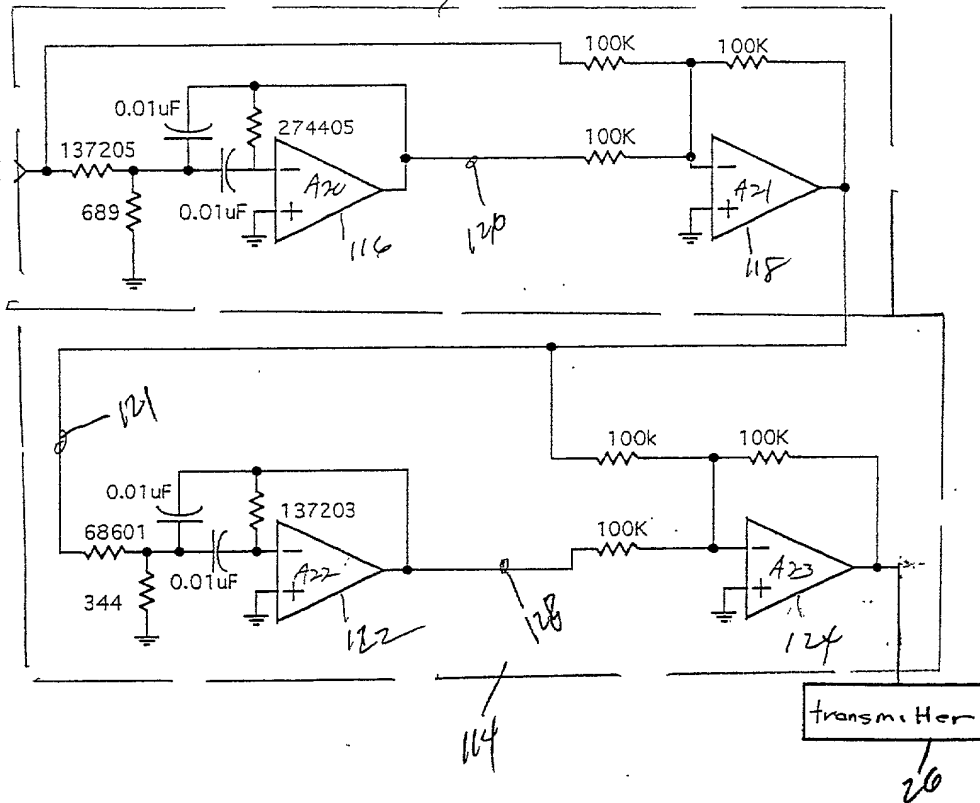 100K
100K
0.01uF
274405
137205
100K
689
0.01uF
A20
A21
116
120
118
121
100k
100K
0.01uF
137203
68601
100K
344
0.01uF
A22
A23
122
128
124
114
transmitter
26